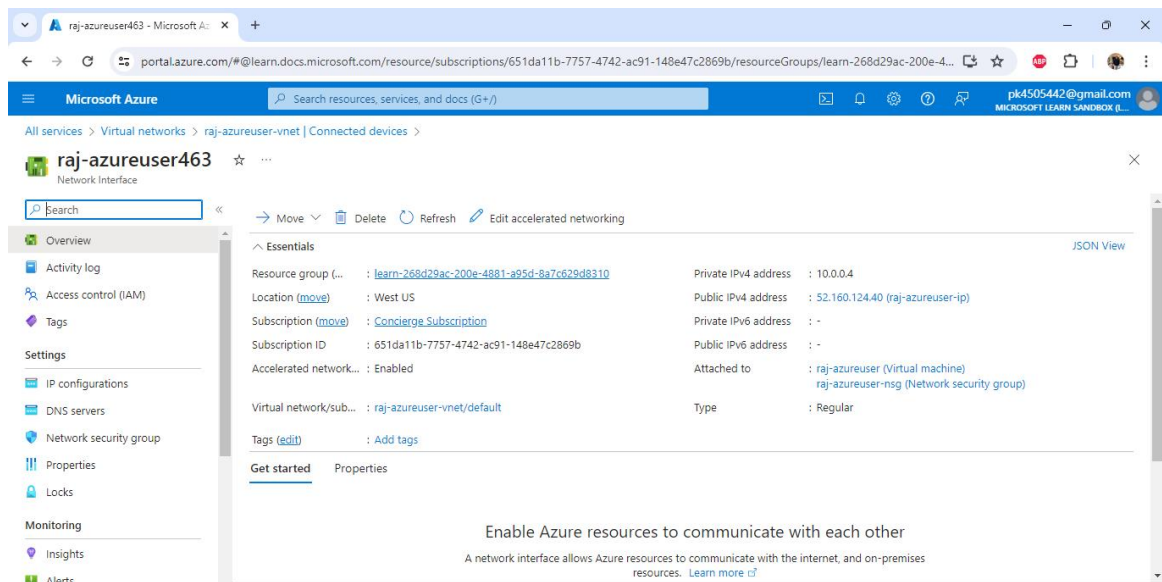 raj-azureuser463 - Microsoft Az
portal.azure.com/#@learn.docs.microsoft.com/resource/subscriptions/651da11b-7757-4742-ac91-148e47c2869b/resourceGroups/learn-268d29ac-200e-4...
ABP
Microsoft Azure
Search resources, services, and docs (G+/)
pk4505442@gmail.com
MICROSOFT LEARN SANDBOX (L...
All services > Virtual networks > raj-azureuser-vnet | Connected devices >
raj-azureuser463
Network Interface
Search
Move
Delete
Refresh
Edit accelerated networking
Overview
Activity log
Access control (IAM)
Tags
Settings
IP configurations
DNS servers
Network security group
Properties
Locks
Monitoring
Insights
Alerts
Essentials
JSON View
Resource group (... : learn-268d29ac-200e-4881-a95d-8a7c629d8310
Location (move) : West US
Subscription (move) : Concierge Subscription
Subscription ID : 651da11b-7757-4742-ac91-148e47c2869b
Accelerated network... : Enabled
Virtual network/sub... : raj-azureuser-vnet/default
Private IPv4 address : 10.0.0.4
Public IPv4 address : 52.160.124.40 (raj-azureuser-ip)
Private IPv6 address : -
Public IPv6 address : -
Attached to : raj-azureuser (Virtual machine)
raj-azureuser-nsg (Network security group)
Type : Regular
Tags (edit) : Add tags
Get started
Properties
Enable Azure resources to communicate with each other
A network interface allows Azure resources to communicate with the internet, and on-premises
resources. Learn more